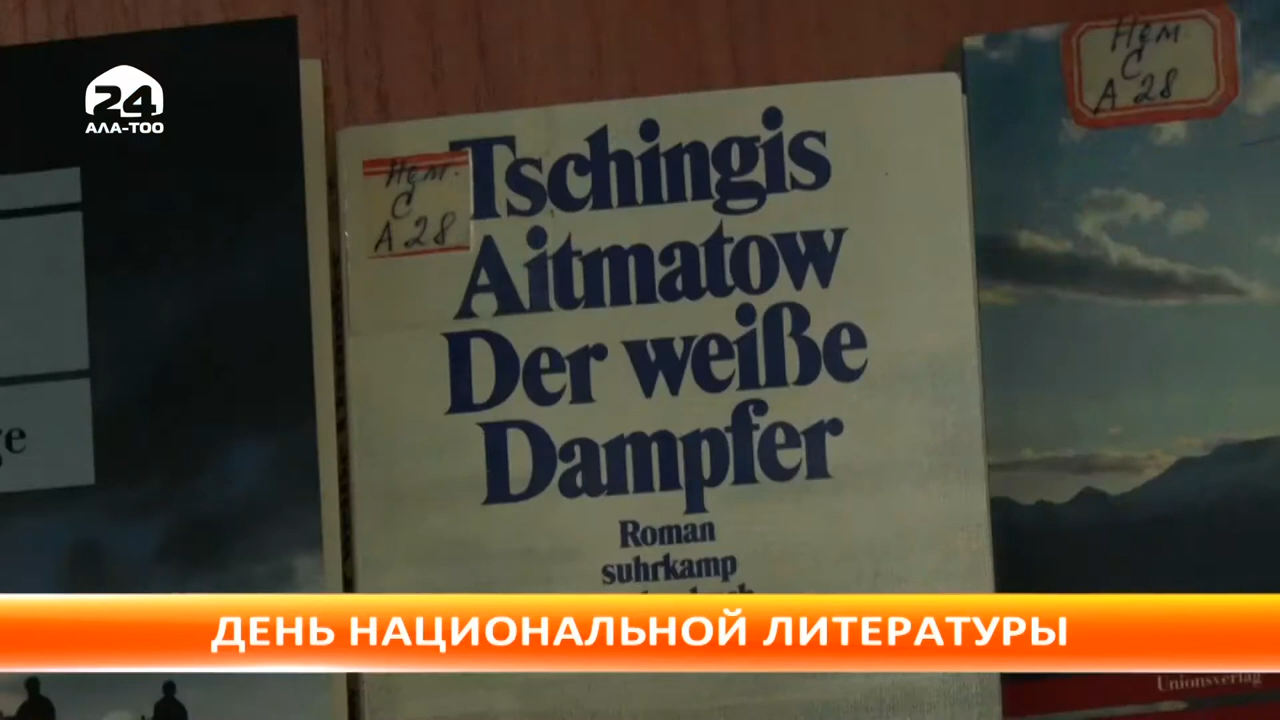 24
АЛА-ТОО
Нем.
С
А 28
Tschingis
Aitmatow
Der weiße
Dampfer
Roman
suhrkamp
Нем.
С
А 28
ДЕНЬ НАЦИОНАЛЬНОЙ ЛИТЕРАТУРЫ
Unionsverlag